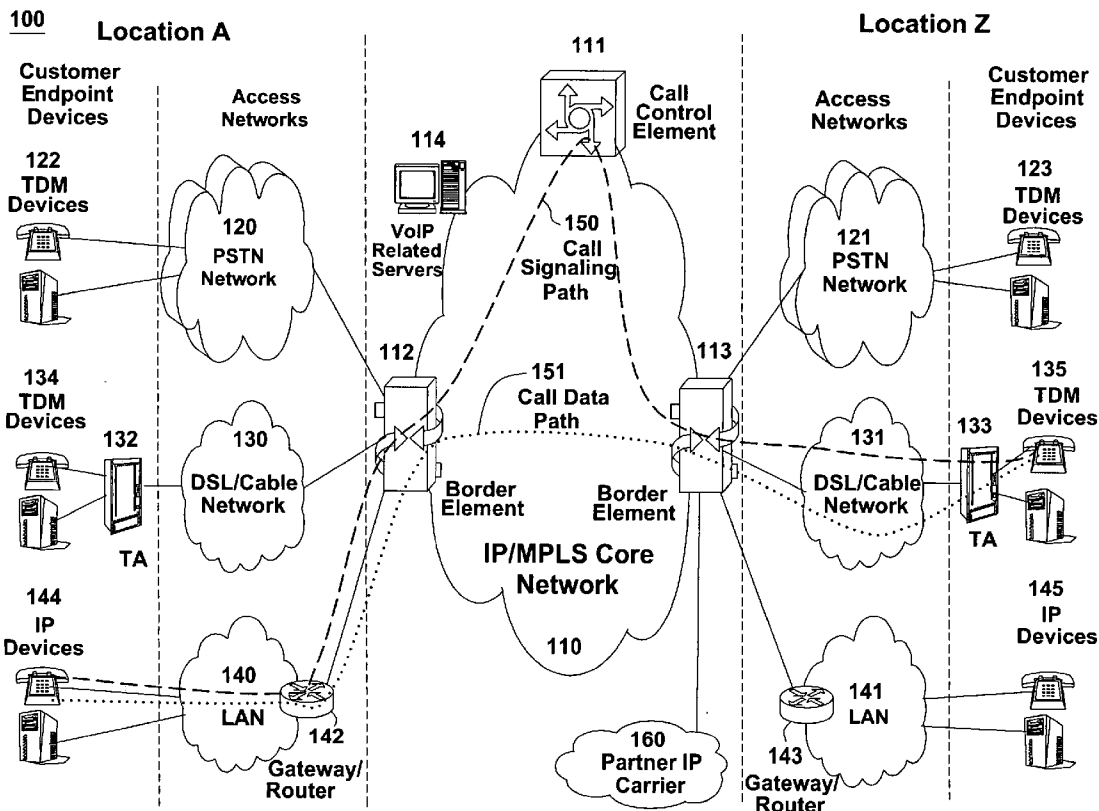 100
Location A
Location Z
Customer
Endpoint
Devices
Access
Networks
111
Call
Control
Element
Access
Networks
Customer
Endpoint
Devices
122
TDM
Devices
120
PSTN
Network
114
VoIP
Related
Servers
150
Call
Signaling
Path
121
PSTN
Network
123
TDM
Devices
134
TDM
Devices
132
TA
130
DSL/Cable
Network
112
Border
Element
151
Call Data
Path
113
Border
Element
131
DSL/Cable
Network
133
TA
135
TDM
Devices
IP/MPLS Core
Network
110
144
IP
Devices
140
LAN
142
Gateway/
Router
160
Partner IP
Carrier
143
Gateway/
Router
141
LAN
145
IP
Devices